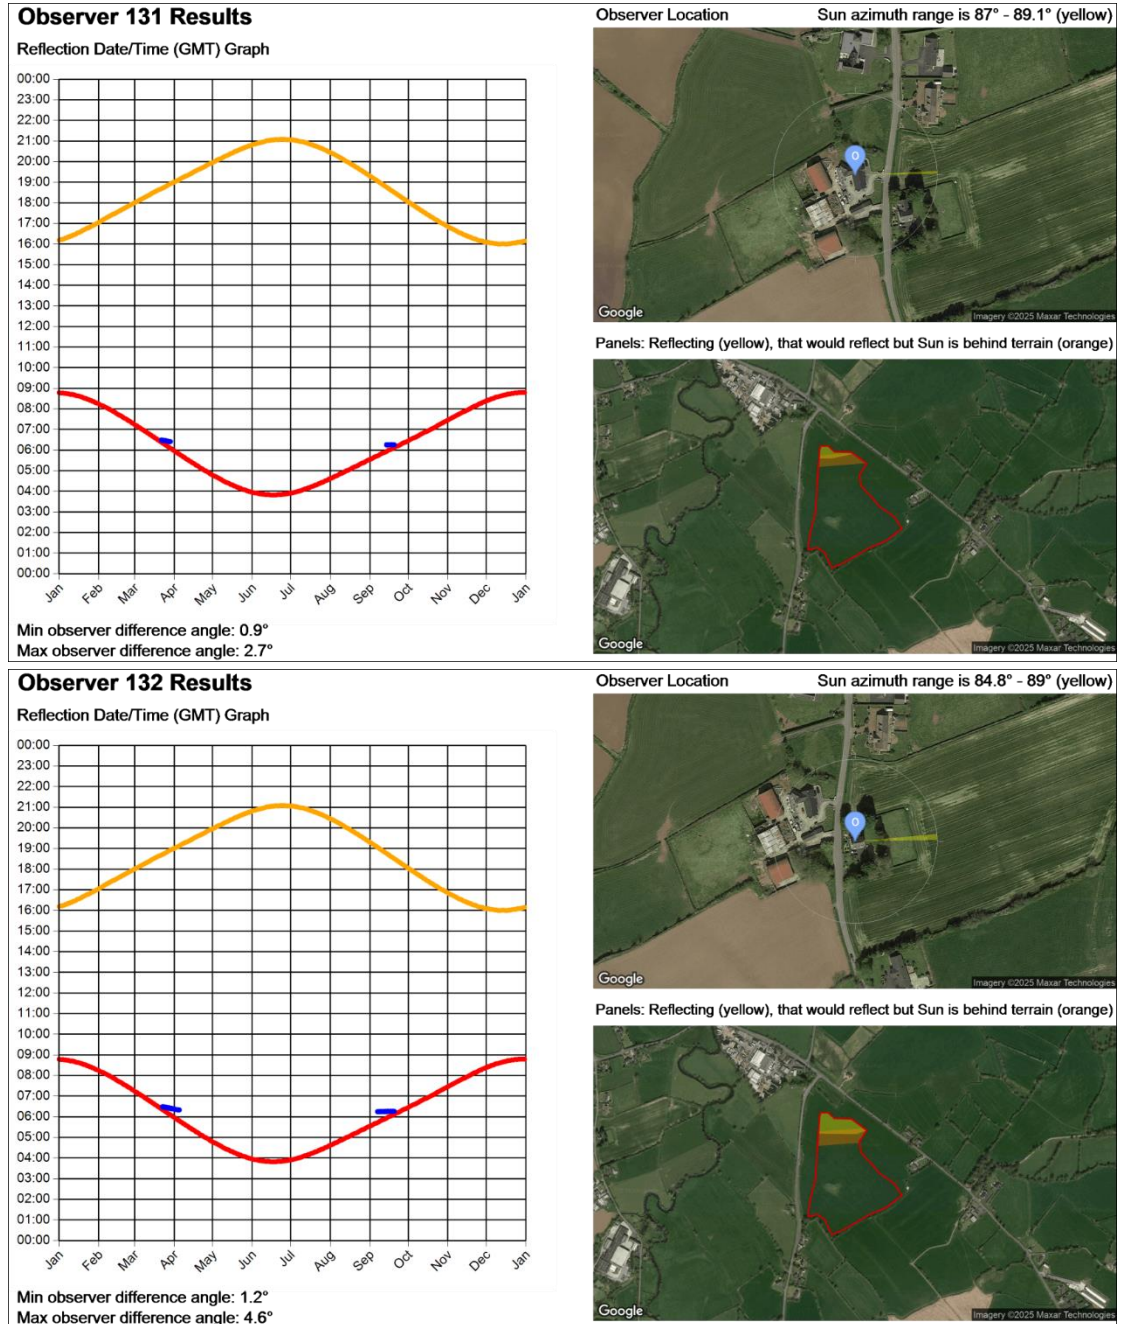 Observer 131 Results
Reflection Date/Time (GMT) Graph
00:00
23:00
22:00
21:00
20:00
19:00
18:00
17:00
16:00
15:00
14:00
13:00
12:00
11:00
10:00
09:00
08:00
07:00
06:00
05:00
04:00
03:00
02:00
01:00
00:00
Jan Feb Mar Apr May Jun Jul Aug Sep Oct Nov Dec Jan
Min observer difference angle: 0.9°
Max observer difference angle: 2.7°
Observer Location Sun azimuth range is 87° - 89.1° (yellow)
O
Google Imagery ©2025 Maxar Technologies
Panels: Reflecting (yellow), that would reflect but Sun is behind terrain (orange)
Google Imagery ©2025 Maxar Technologies
Observer 132 Results
Reflection Date/Time (GMT) Graph
00:00
23:00
22:00
21:00
20:00
19:00
18:00
17:00
16:00
15:00
14:00
13:00
12:00
11:00
10:00
09:00
08:00
07:00
06:00
05:00
04:00
03:00
02:00
01:00
00:00
Jan Feb Mar Apr May Jun Jul Aug Sep Oct Nov Dec Jan
Min observer difference angle: 1.2°
Max observer difference angle: 4.6°
Observer Location Sun azimuth range is 84.8° - 89° (yellow)
O
Google Imagery ©2025 Maxar Technologies
Panels: Reflecting (yellow), that would reflect but Sun is behind terrain (orange)
Google Imagery ©2025 Maxar Technologies